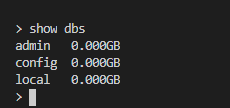 > show dbs
admin   0.000GB
config  0.000GB
local   0.000GB
>